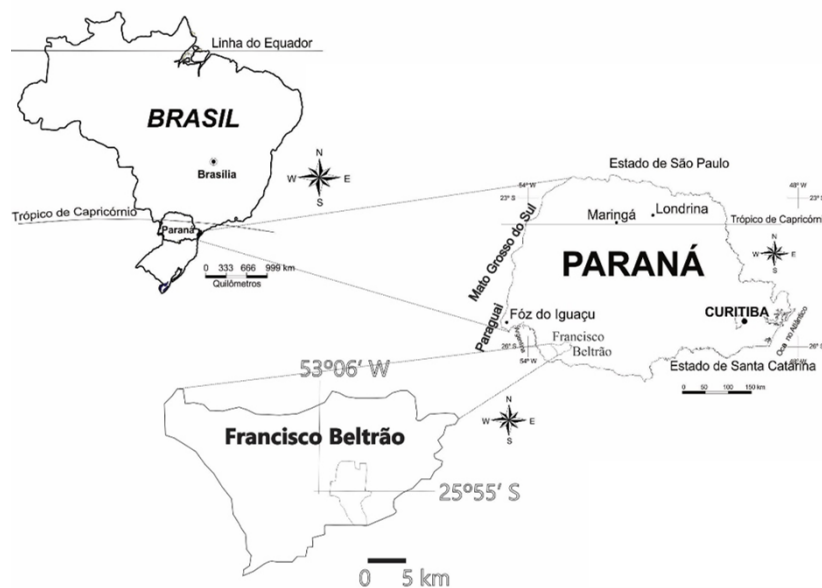 Linha do Equador
BRASIL
Brasília
N
W E
S
Trópico de Capricórnio
Paraná
0 333 666 999 km
Quilômetros
Estado de São Paulo
54° W
48° W
23° S
23° S
Mato Grosso do Sul
Maringá
Londrina
Trópico de Capricórn
N
W E
S
PARANÁ
Paraguai
Fóz do Iguaçu
CURITIBA
Francisco
Beltrão
26° S
54° W
26° S
Estado de Santa Catarina
0 50 100 150 km
53°06' W
N
W E
S
Francisco Beltrão
25°55' S
0 5 km